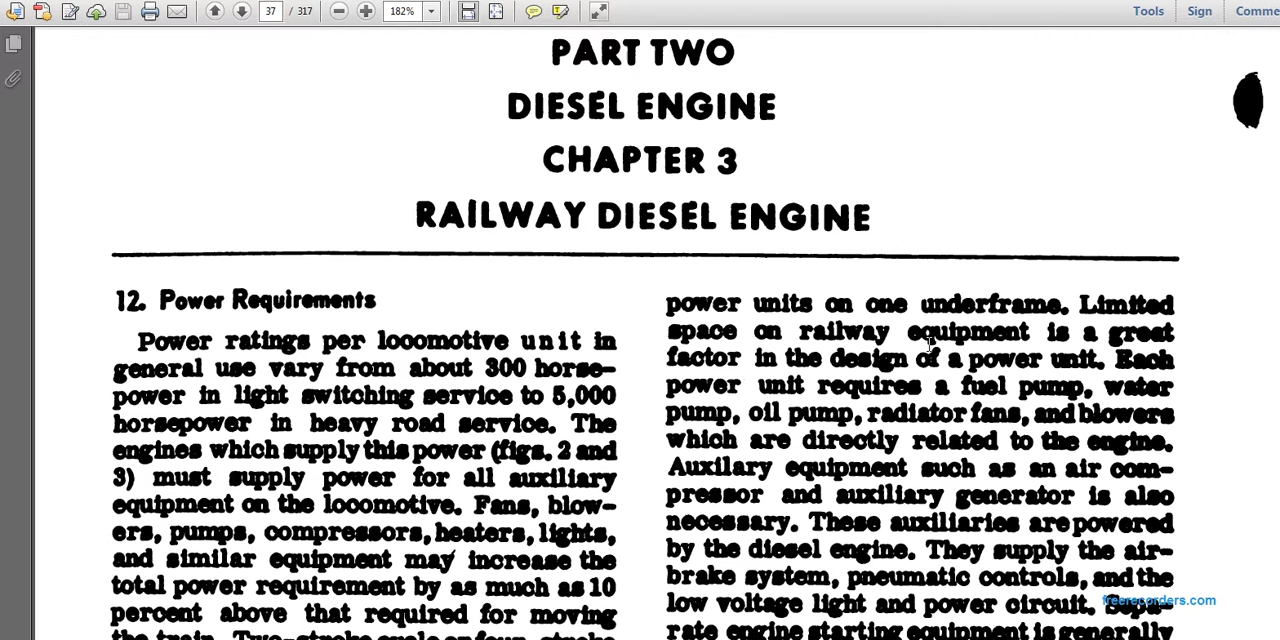 37 / 317
182%
Tools
Sign
Comme
PART TWO
DIESEL ENGINE
CHAPTER 3
RAILWAY DIESEL ENGINE
12. Power Requirements
Power ratings per locomotive unit in
general use vary from about 300 horse-
power in light switching service to 5,000
horsepower in heavy road service. The
engines which supply this power (figs. 2 and
3) must supply power for all auxiliary
equipment on the locomotive. Fans, blow-
ers, pumps, compressors, heaters, lights,
and similar equipment may increase the
total power requirement by as much as 10
percent above that required for moving
the train. Two-stroke cycle or four-stroke
power units on one underframe. Limited
space on railway equipment is a great
factor in the design of a power unit. Each
power unit requires a fuel pump, water
pump, oil pump, radiator fans, and blowers
which are directly related to the engine.
Auxilary equipment such as an air com-
pressor and auxiliary generator is also
necessary. These auxiliaries are powered
by the diesel engine. They supply the air-
brake system, pneumatic controls, and the
low voltage light and power circuit. Sepa-
rate engine starting equipment is generally
freerecorders.com